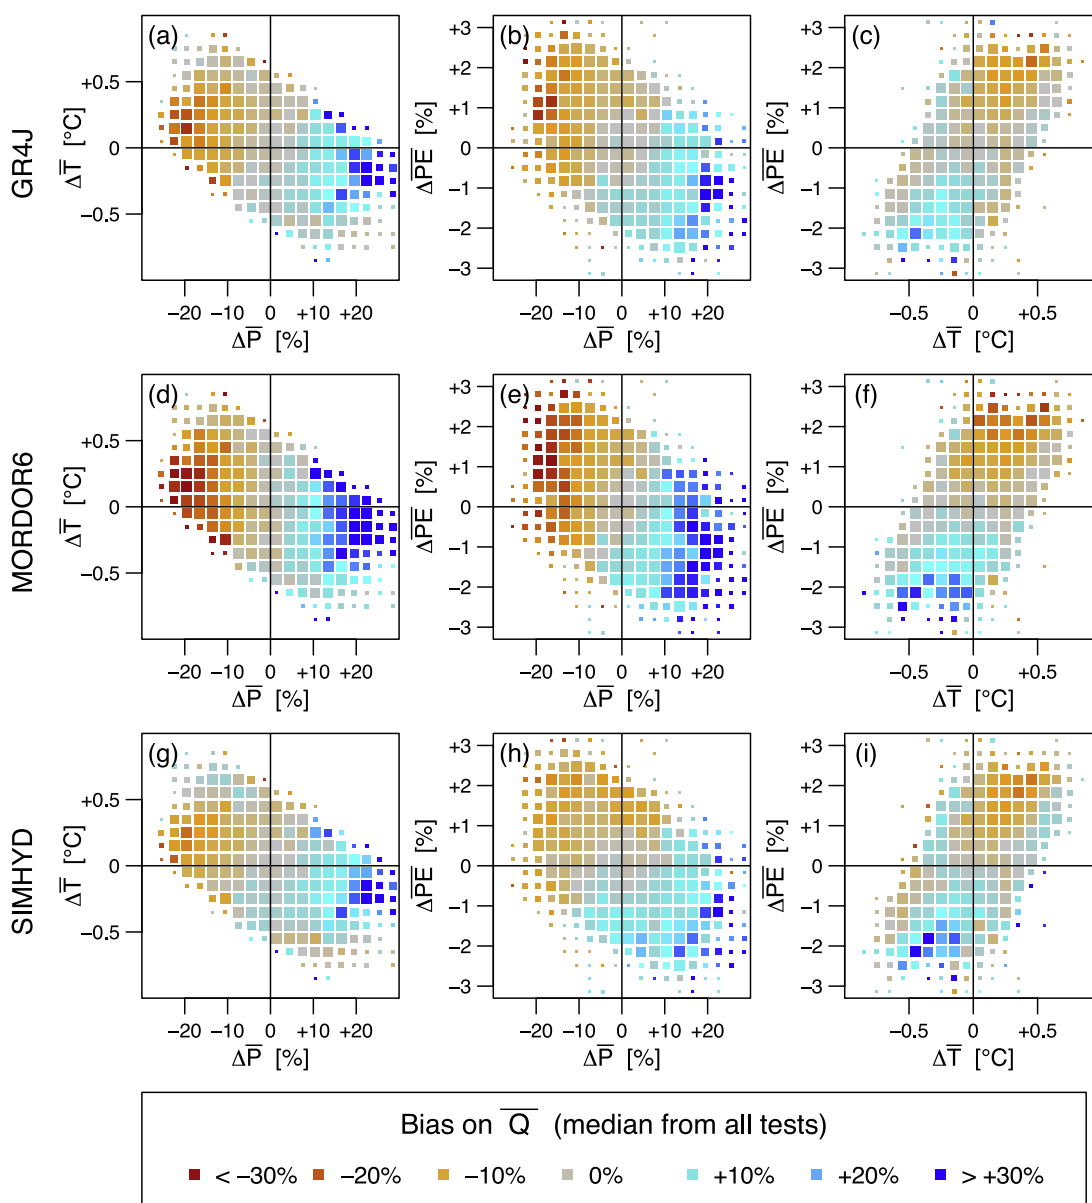 (a) (b) (c)
GR4J
ΔT̅ [°C]
+0.5
0
−0.5
−20 −10 0 +10 +20
ΔP̅ [%]
ΔP̅E̅ [%]
+3
+2
+1
0
−1
−2
−3
−20 −10 0 +10 +20
ΔP̅ [%]
ΔP̅E̅ [%]
+3
+2
+1
0
−1
−2
−3
−0.5 0 +0.5
ΔT̅ [°C]
(d) (e) (f)
MORDOR6
ΔT̅ [°C]
+0.5
0
−0.5
−20 −10 0 +10 +20
ΔP̅ [%]
ΔP̅E̅ [%]
+3
+2
+1
0
−1
−2
−3
−20 −10 0 +10 +20
ΔP̅ [%]
ΔP̅E̅ [%]
+3
+2
+1
0
−1
−2
−3
−0.5 0 +0.5
ΔT̅ [°C]
(g) (h) (i)
SIMHYD
ΔT̅ [°C]
+0.5
0
−0.5
−20 −10 0 +10 +20
ΔP̅ [%]
ΔP̅E̅ [%]
+3
+2
+1
0
−1
−2
−3
−20 −10 0 +10 +20
ΔP̅ [%]
ΔP̅E̅ [%]
+3
+2
+1
0
−1
−2
−3
−0.5 0 +0.5
ΔT̅ [°C]
Bias on Q̅ (median from all tests)
< −30% −20% −10% 0% +10% +20% > +30%